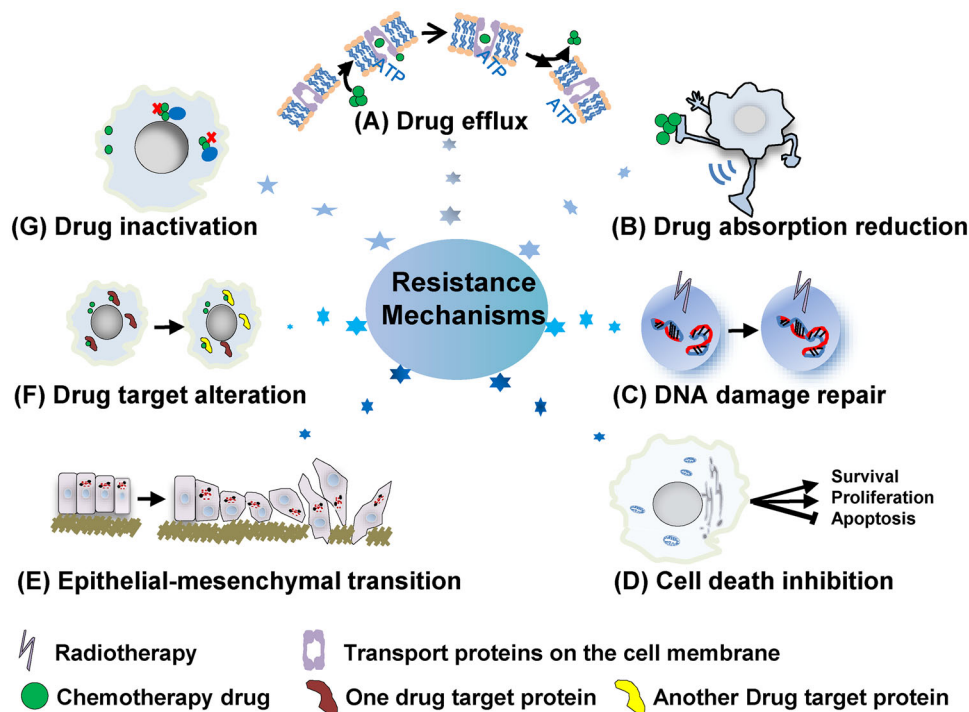 ATP
ATP
ATP
(A) Drug efflux
(G) Drug inactivation
(B) Drug absorption reduction
Resistance
Mechanisms
(F) Drug target alteration
(C) DNA damage repair
Survival
Proliferation
Apoptosis
(E) Epithelial-mesenchymal transition
(D) Cell death inhibition
Radiotherapy
Transport proteins on the cell membrane
Chemotherapy drug
One drug target protein
Another Drug target protein